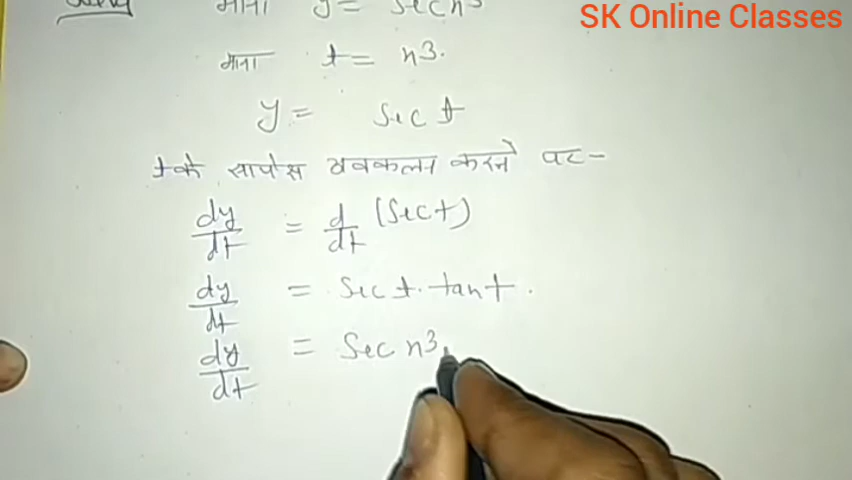 SK Online Classes
माना y = Sec x³
माना t = x³.
y = Sec t
t के सापेक्ष अवकलन करने पर-
dy/dt = d/dt (Sec t)
dy/dt = Sec t. tan t.
dy/dt = Sec x³.